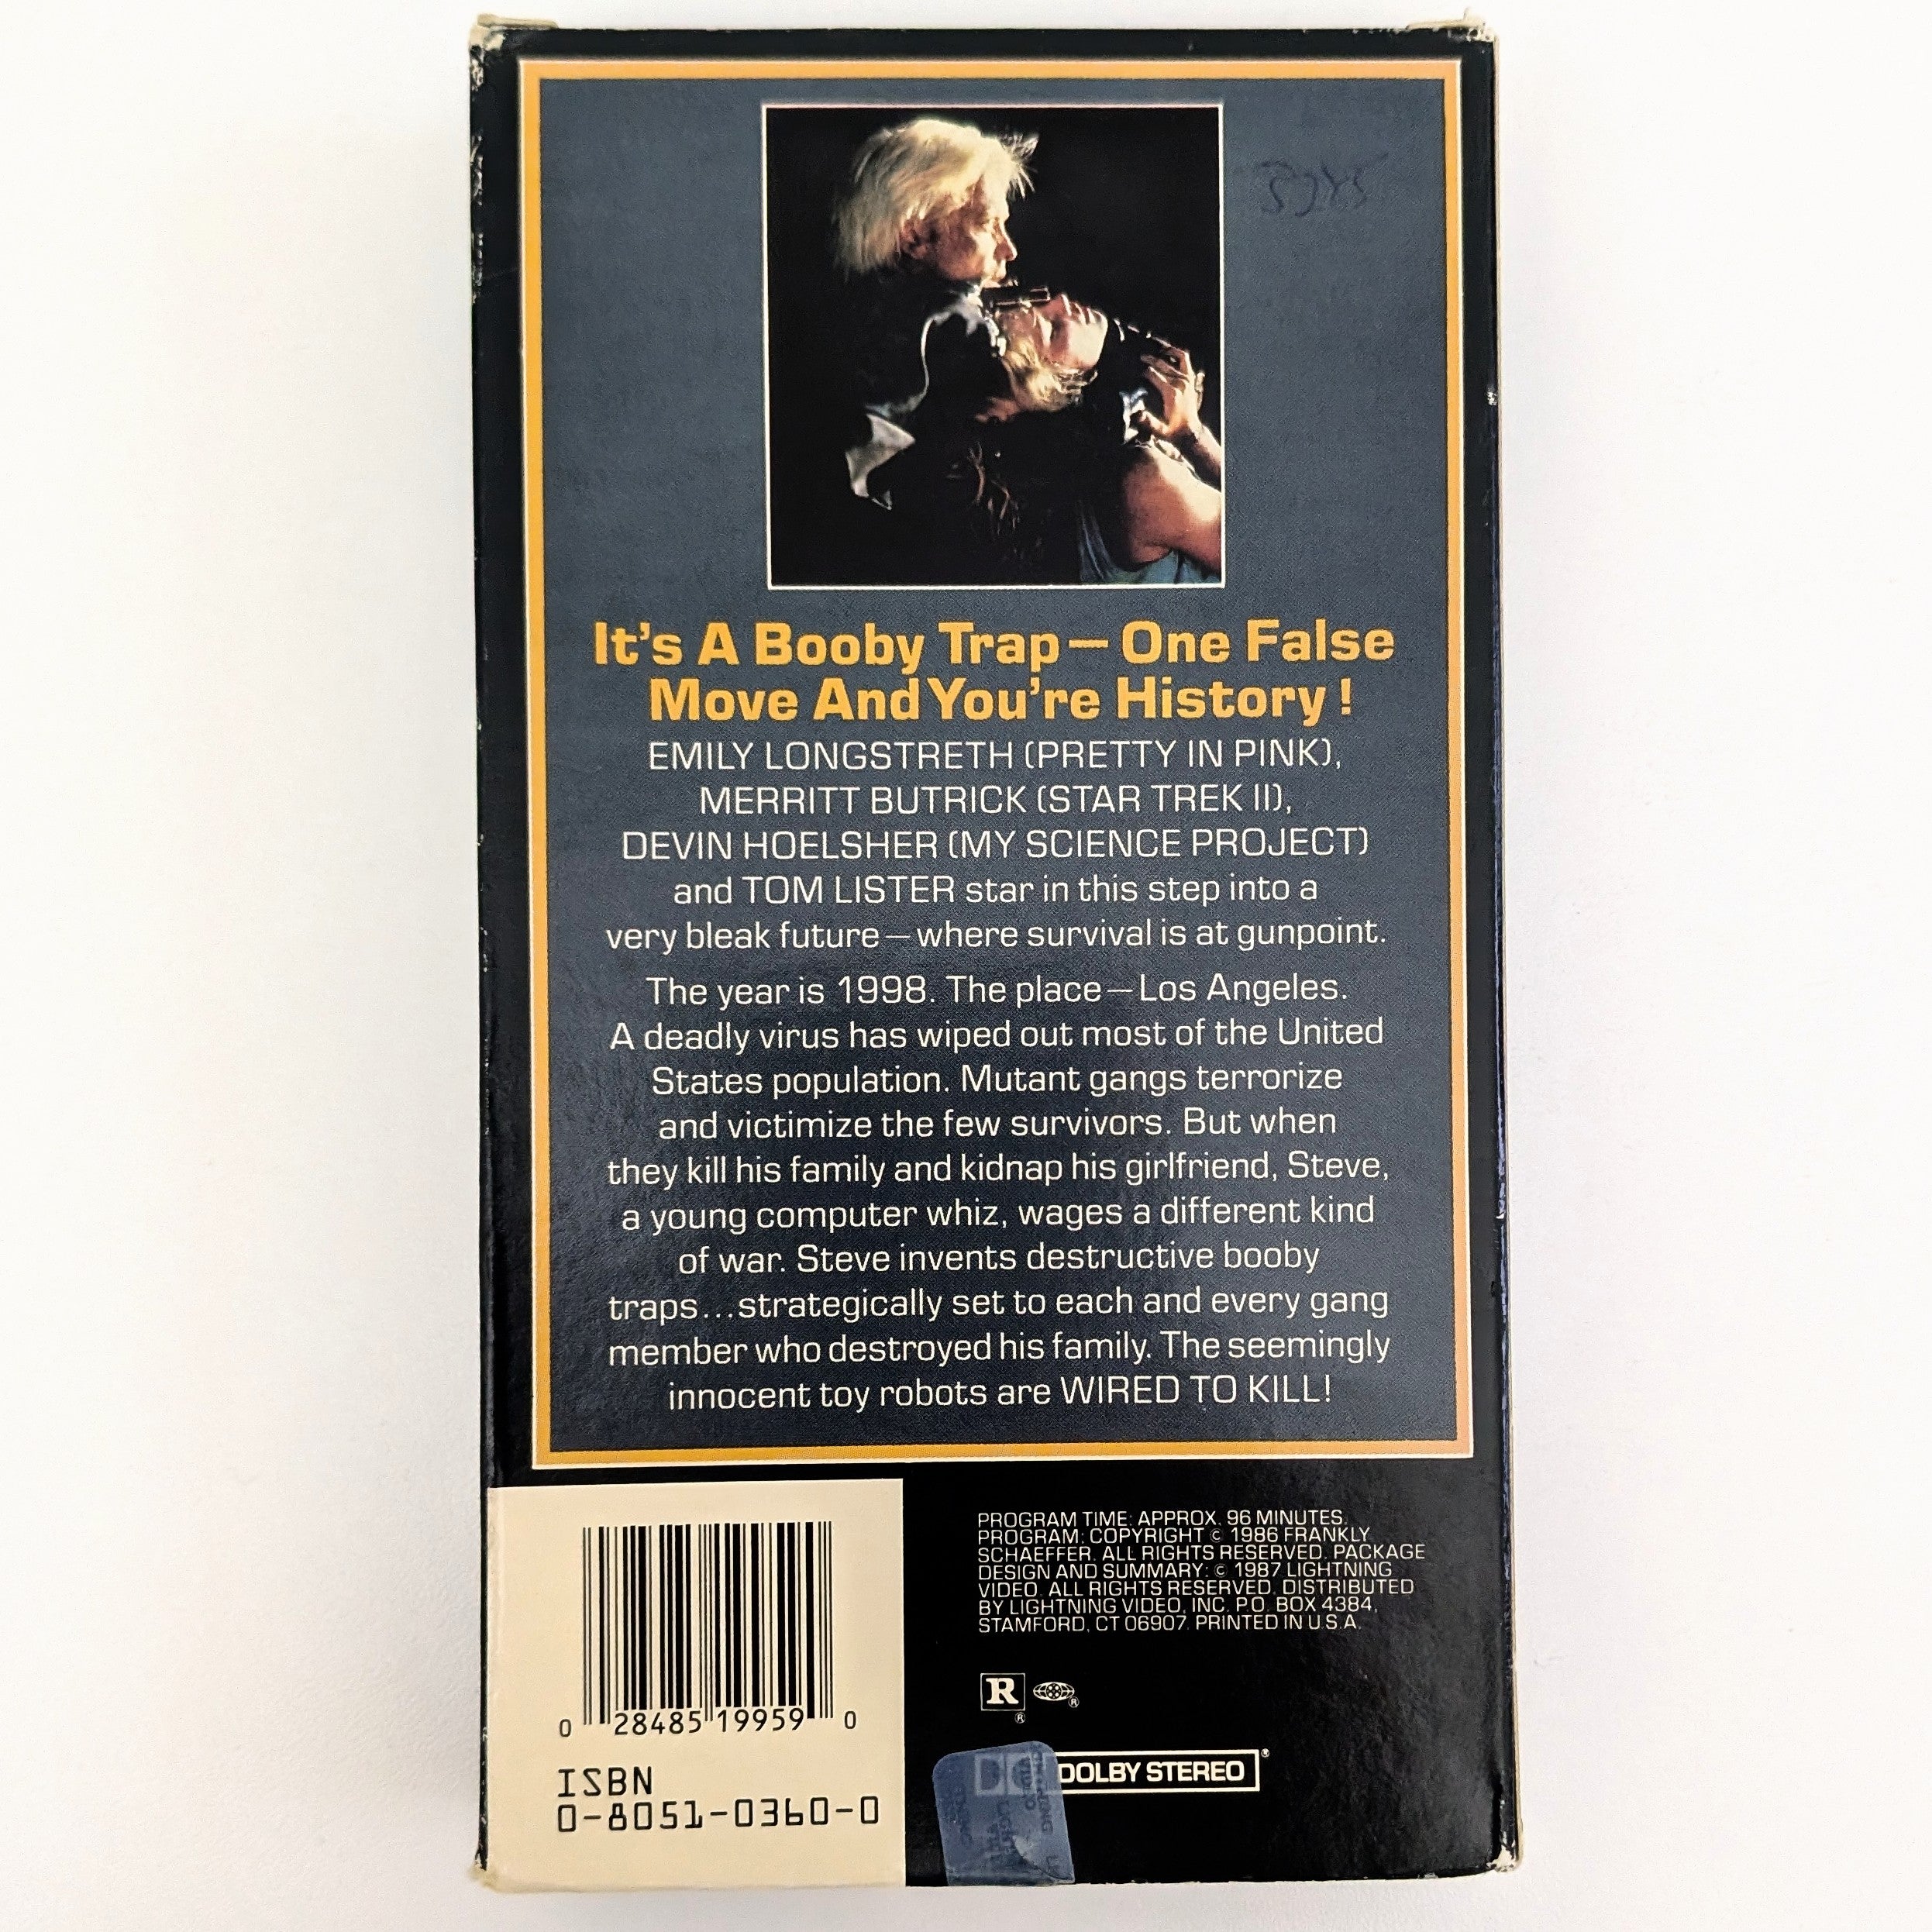 It's A Booby Trap—One False
Move And You're History!
EMILY LONGSTRETH (PRETTY IN PINK),
MERRITT BUTRICK (STAR TREK II),
DEVIN HOELSHER (MY SCIENCE PROJECT)
and TOM LISTER star in this step into a
very bleak future—where survival is at gunpoint.
The year is 1998. The place—Los Angeles.
A deadly virus has wiped out most of the United
States population. Mutant gangs terrorize
and victimize the few survivors. But when
they kill his family and kidnap his girlfriend, Steve,
a young computer whiz, wages a different kind
of war. Steve invents destructive booby
traps...strategically set to each and every gang
member who destroyed his family. The seemingly
innocent toy robots are WIRED TO KILL!
0 28485 19959 0
ISBN
0-8051-0360-0
PROGRAM TIME: APPROX. 96 MINUTES.
PROGRAM: COPYRIGHT © 1986 FRANKLY
SCHAEFFER. ALL RIGHTS RESERVED. PACKAGE
DESIGN AND SUMMARY: © 1987 LIGHTNING
VIDEO. ALL RIGHTS RESERVED. DISTRIBUTED
BY LIGHTNING VIDEO, INC. P.O. BOX 4384,
STAMFORD, CT 06907. PRINTED IN U.S.A.
R ®
®
DOLBY STEREO ®